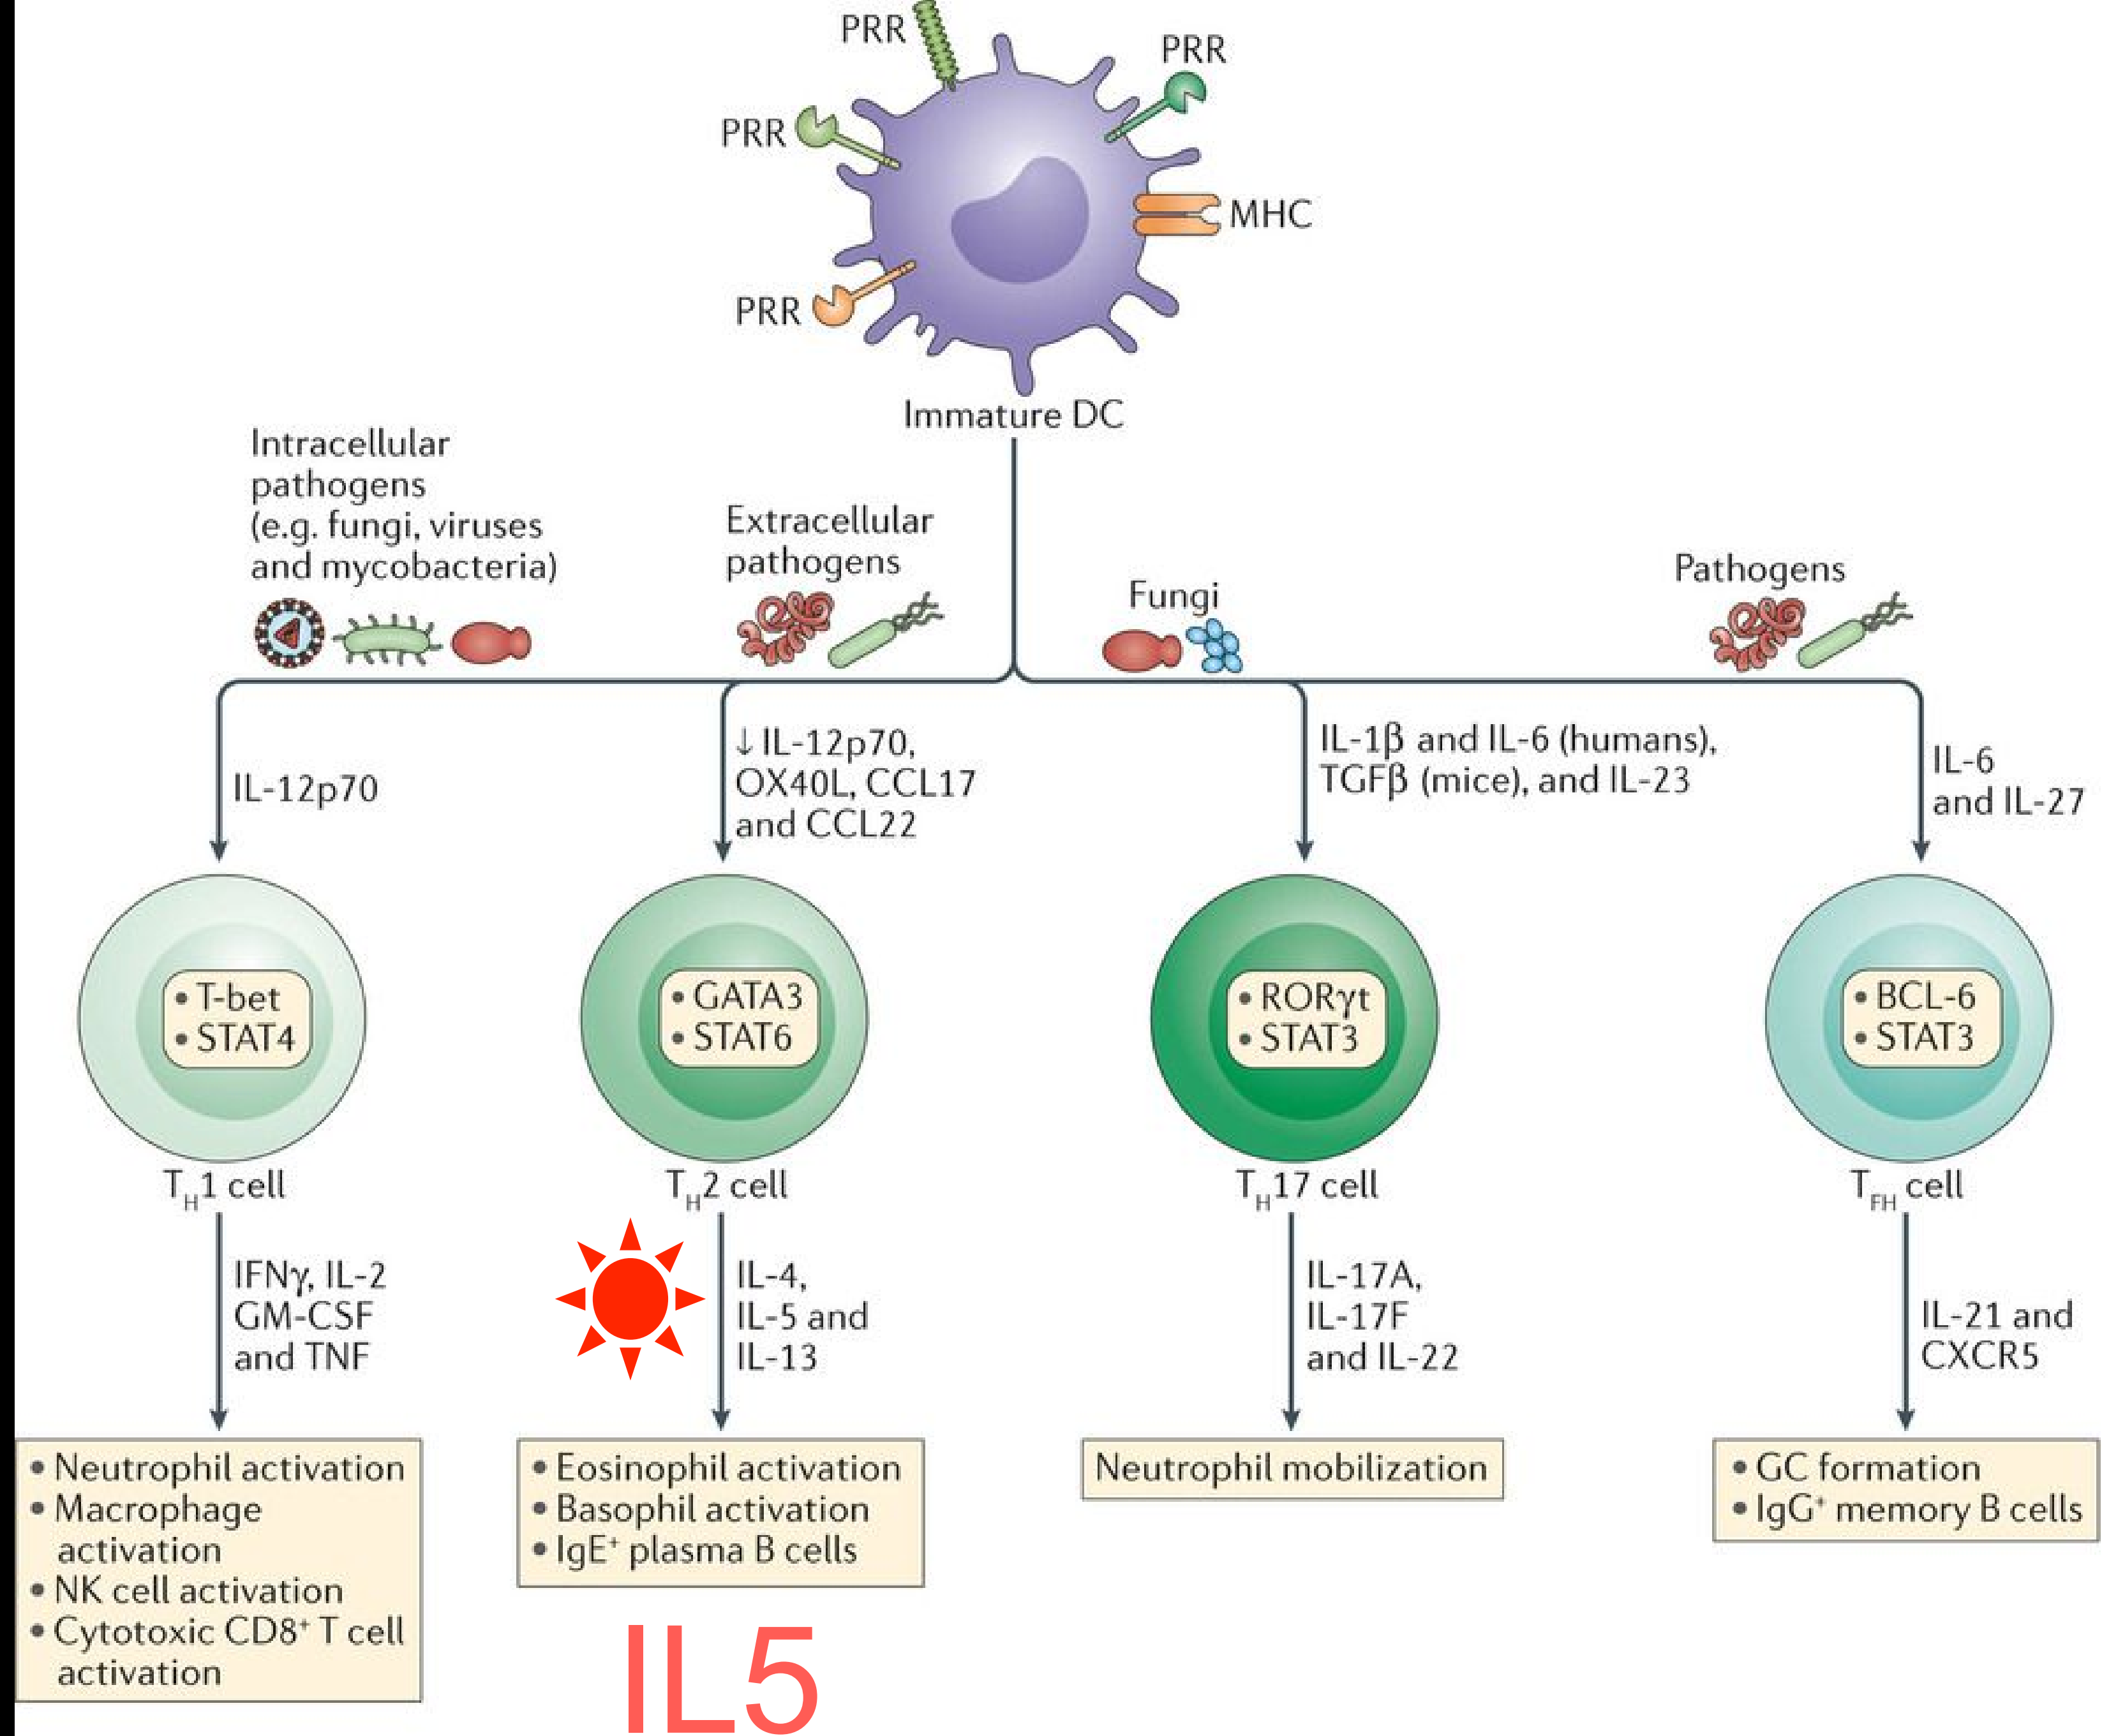 PRR
PRR
PRR
MHC
PRR
Immature DC
Intracellular
pathogens
(e.g. fungi, viruses
and mycobacteria)
Extracellular
pathogens
Fungi
Pathogens
IL-12p70
↓ IL-12p70,
OX40L, CCL17
and CCL22
IL-1β and IL-6 (humans),
TGFβ (mice), and IL-23
IL-6
and IL-27
• T-bet
• STAT4
• GATA3
• STAT6
• RORγt
• STAT3
• BCL-6
• STAT3
TH1 cell
TH2 cell
TH17 cell
TFH cell
IFNγ, IL-2
GM-CSF
and TNF
IL-4,
IL-5 and
IL-13
IL-17A,
IL-17F
and IL-22
IL-21 and
CXCR5
• Neutrophil activation
• Macrophage
activation
• NK cell activation
• Cytotoxic CD8+ T cell
activation
• Eosinophil activation
• Basophil activation
• IgE+ plasma B cells
Neutrophil mobilization
• GC formation
• IgG+ memory B cells
IL5